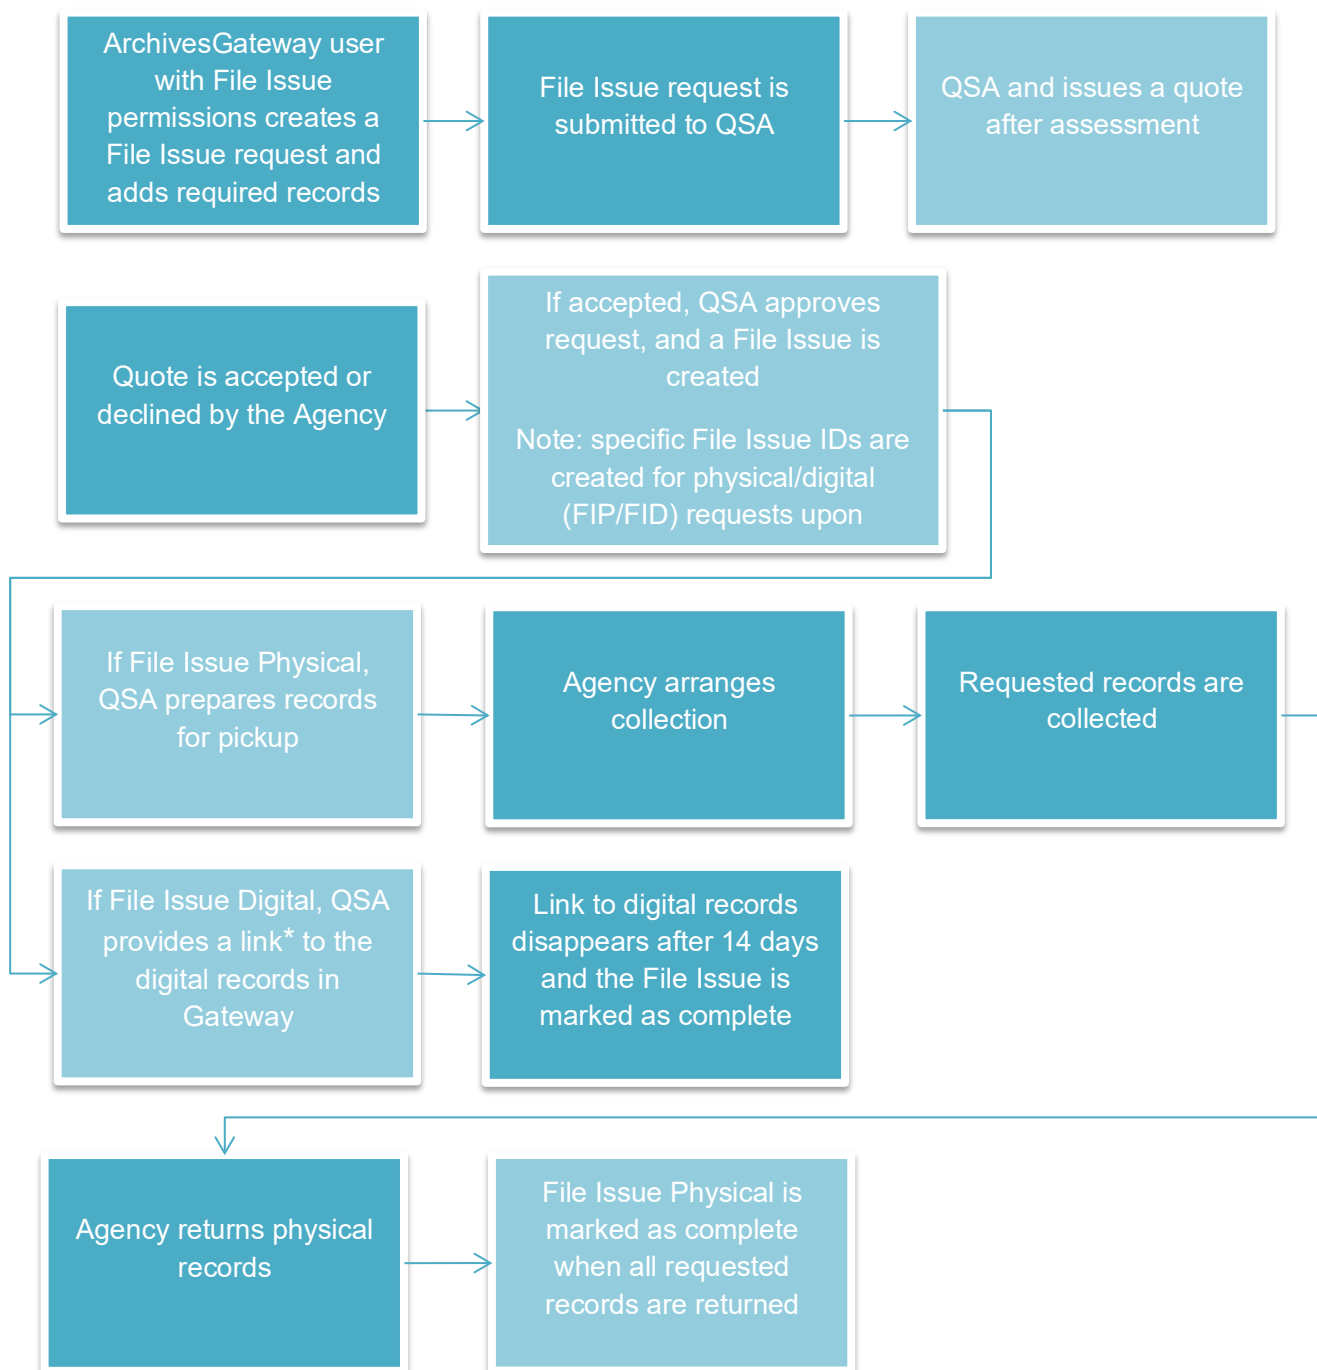 ArchivesGateway user
with File Issue
permissions creates a
File Issue request and
adds required records
File Issue request is
submitted to QSA
QSA and issues a quote
after assessment
Quote is accepted or
declined by the Agency
If accepted, QSA approves
request, and a File Issue is
created
Note: specific File Issue IDs are
created for physical/digital
(FIP/FID) requests upon
If File Issue Physical,
QSA prepares records
for pickup
Agency arranges
collection
Requested records are
collected
If File Issue Digital, QSA
provides a link* to the
digital records in
Gateway
Link to digital records
disappears after 14 days
and the File Issue is
marked as complete
Agency returns physical
records
File Issue Physical is
marked as complete
when all requested
records are returned